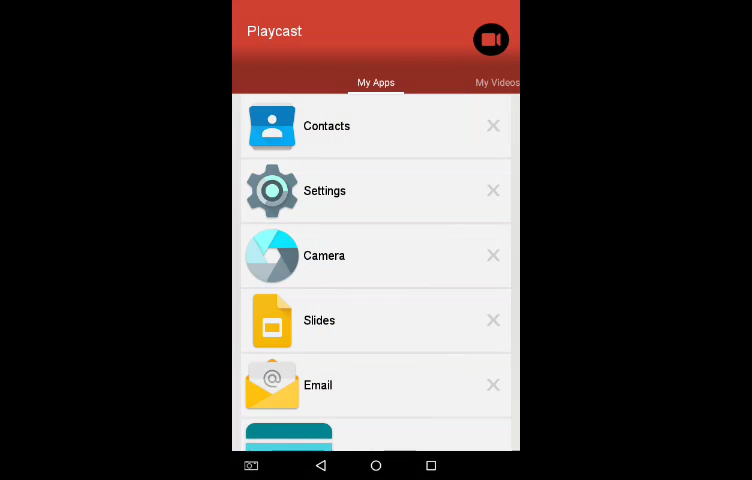 Playcast
My Apps
My Videos
Contacts
Settings
Camera
Slides
@
Email